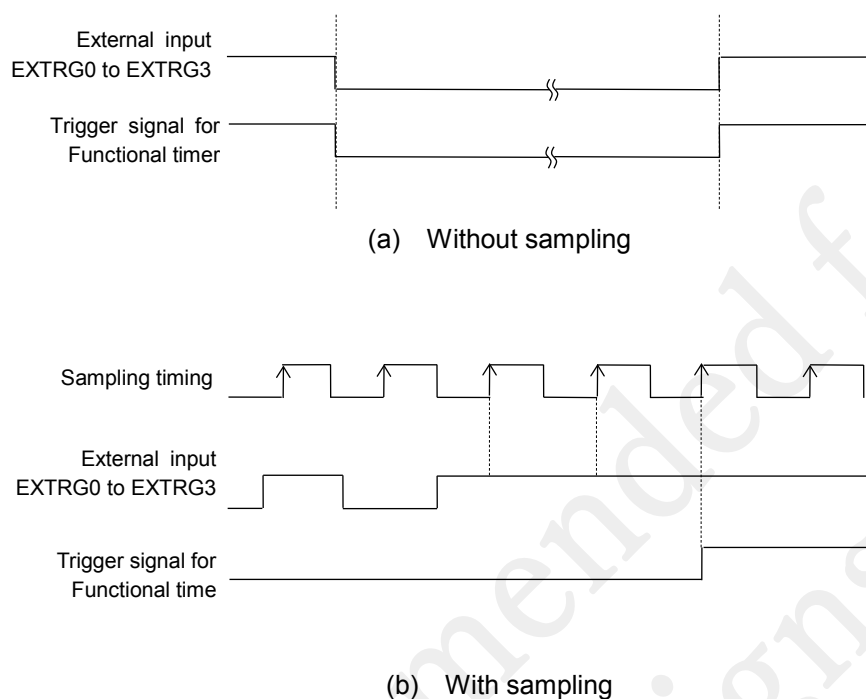 External input
EXTRG0 to EXTRG3
Trigger signal for
Functional timer
(a) Without sampling
Sampling timing
External input
EXTRG0 to EXTRG3
Trigger signal for
Functional time
(b) With sampling